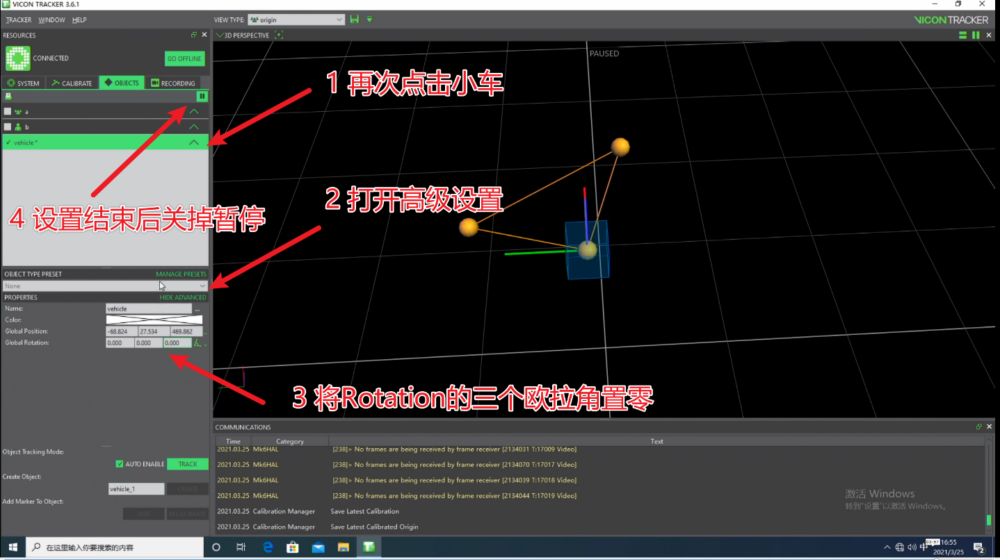 VICON TRACKER 3.6.1
TRACKER WINDOW HELP
VIEW TYPE: origin
VICON TRACKER
RESOURCES
3D PERSPECTIVE
CONNECTED
GO OFFLINE
PAUSED
SYSTEM CALIBRATE OBJECTS RECORDING
1 再次点击小车
a
b
vehicle *
2 打开高级设置
4 设置结束后关掉暂停
OBJECT TYPE PRESET MANAGE PRESETS
None
PROPERTIES HIDE ADVANCED
Name: vehicle ...
Color:
Global Position: -68.824 27.534 469.862
Global Rotation: 0.000 0.000 0.000
3 将Rotation的三个欧拉角置零
COMMUNICATIONS
Time Category Text
2021.03.25 Mk6HAL [238]> No frames are being received by frame receiver [2134031 T:17009 Video]
2021.03.25 Mk6HAL [238]> No frames are being received by frame receiver [2134070 T:17017 Video]
2021.03.25 Mk6HAL [238]> No frames are being received by frame receiver [2134039 T:17018 Video]
2021.03.25 Mk6HAL [238]> No frames are being received by frame receiver [2134044 T:17019 Video]
2021.03.25 Calibration Manager Save Latest Calibration
2021.03.25 Calibration Manager Save Latest Calibrated Origin
Object Tracking Mode:
AUTO ENABLE TRACK
Create Object:
vehicle_1 CREATE
Add Marker To Object:
ADD RECALIBRATE
激活 Windows
转到"设置"以激活 Windows。
在这里输入你要搜索的内容
中 03:37 16:55
2021/3/25
2